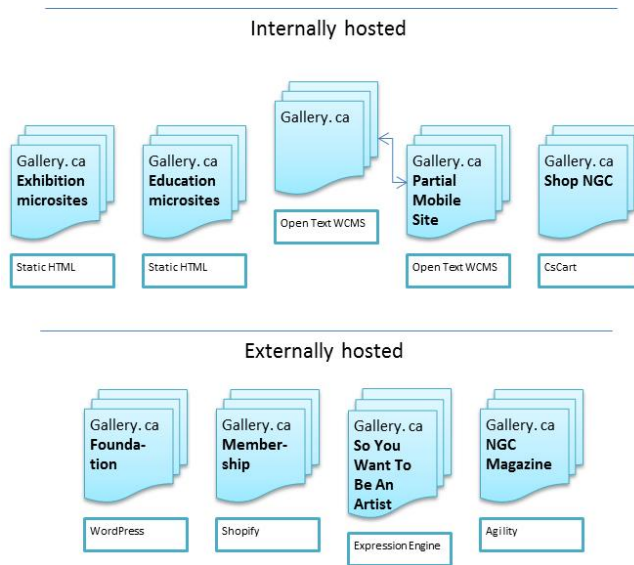 Internally hosted
Gallery.ca
Exhibition
microsites
Static HTML
Gallery.ca
Education
microsites
Static HTML
Gallery.ca
Open Text WCMS
Gallery.ca
Partial
Mobile
Site
Open Text WCMS
Gallery.ca
Shop NGC
CsCart
Externally hosted
Gallery.ca
Founda-
tion
WordPress
Gallery.ca
Member-
ship
Shopify
Gallery.ca
So You
Want To
Be An
Artist
Expression Engine
Gallery.ca
NGC
Magazine
Agility